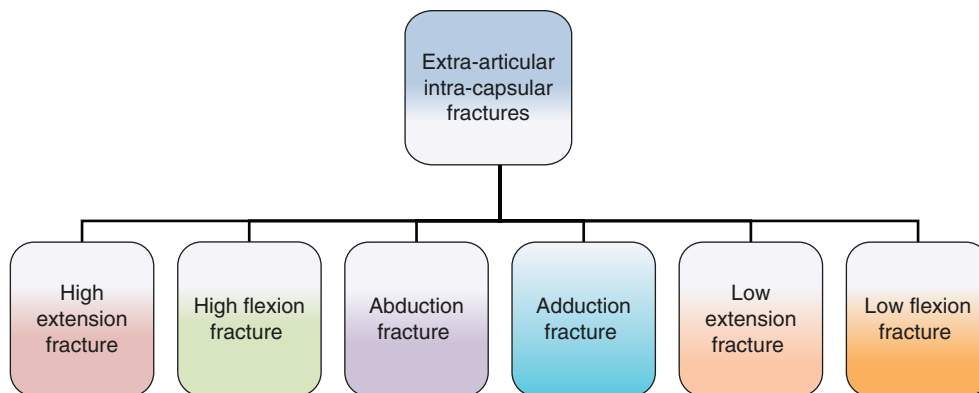 Extra-articular
intra-capsular
fractures
High
extension
fracture
High flexion
fracture
Abduction
fracture
Adduction
fracture
Low
extension
fracture
Low flexion
fracture